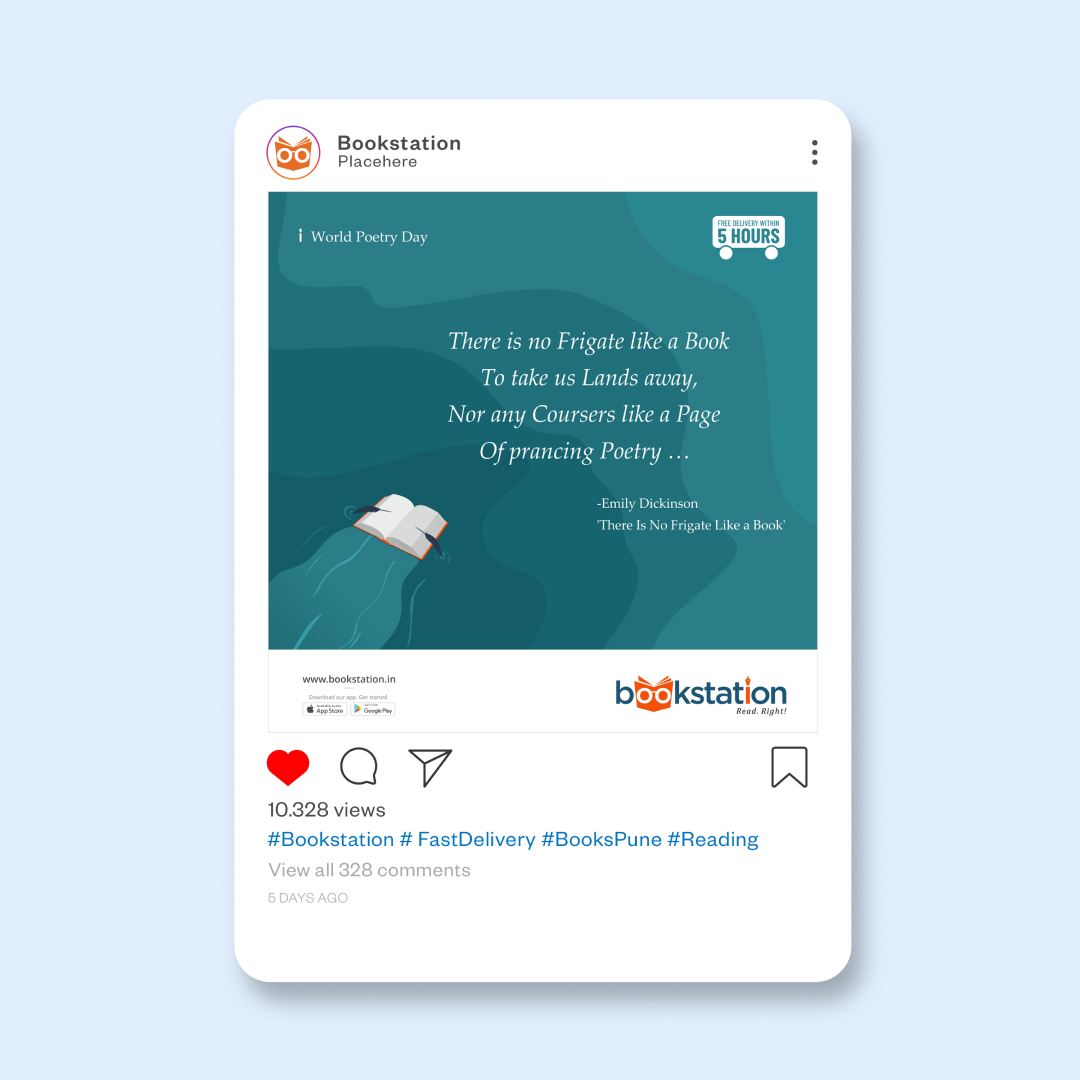 Bookstation
Placehere
World Poetry Day
FREE DELIVERY WITHIN
5 HOURS
There is no Frigate like a Book
To take us Lands away,
Nor any Coursers like a Page
Of prancing Poetry …
-Emily Dickinson
'There Is No Frigate Like a Book'
www.bookstation.in
Download our app. Get started.
Available on the
App Store
Google Play
bookstation
Read. Right!
10.328 views
#Bookstation # FastDelivery #BooksPune #Reading
View all 328 comments
5 DAYS AGO